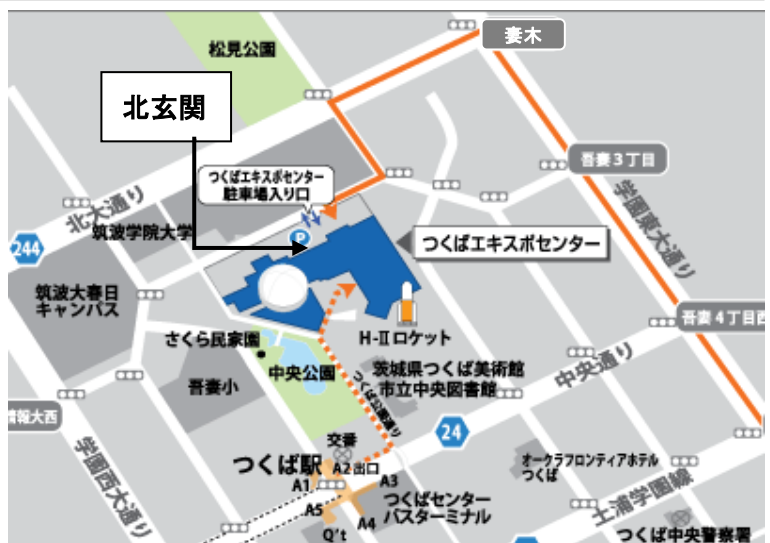 松見公園
妻木
北玄関
つくばエキスポセンター
駐車場入り口
吾妻3丁目
北大通り
筑波学院大学
P
学園東大通り
244
つくばエキスポセンター
筑波大春日
キャンパス
H-Ⅱロケット
吾妻4丁目西
さくら民家園
中央公園
茨城県つくば美術館
市立中央図書館
中央通り
吾妻小
つくば公園通り
情報大西
24
交番
つくば駅
A2出口
A1
A3
オークラフロンティアホテル
つくば
学園西大通り
つくばセンター
バスターミナル
A5
A4
土浦学園線
Q't
つくば中央警察署